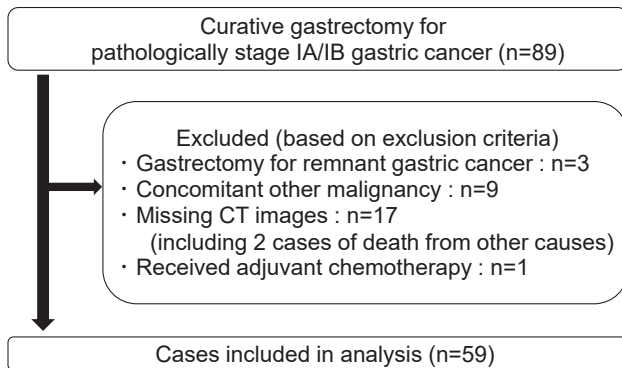 Curative gastrectomy for
pathologically stage IA/IB gastric cancer (n=89)
Excluded (based on exclusion criteria)
・Gastrectomy for remnant gastric cancer : n=3
・Concomitant other malignancy : n=9
・Missing CT images : n=17
(including 2 cases of death from other causes)
・Received adjuvant chemotherapy : n=1
Cases included in analysis (n=59)